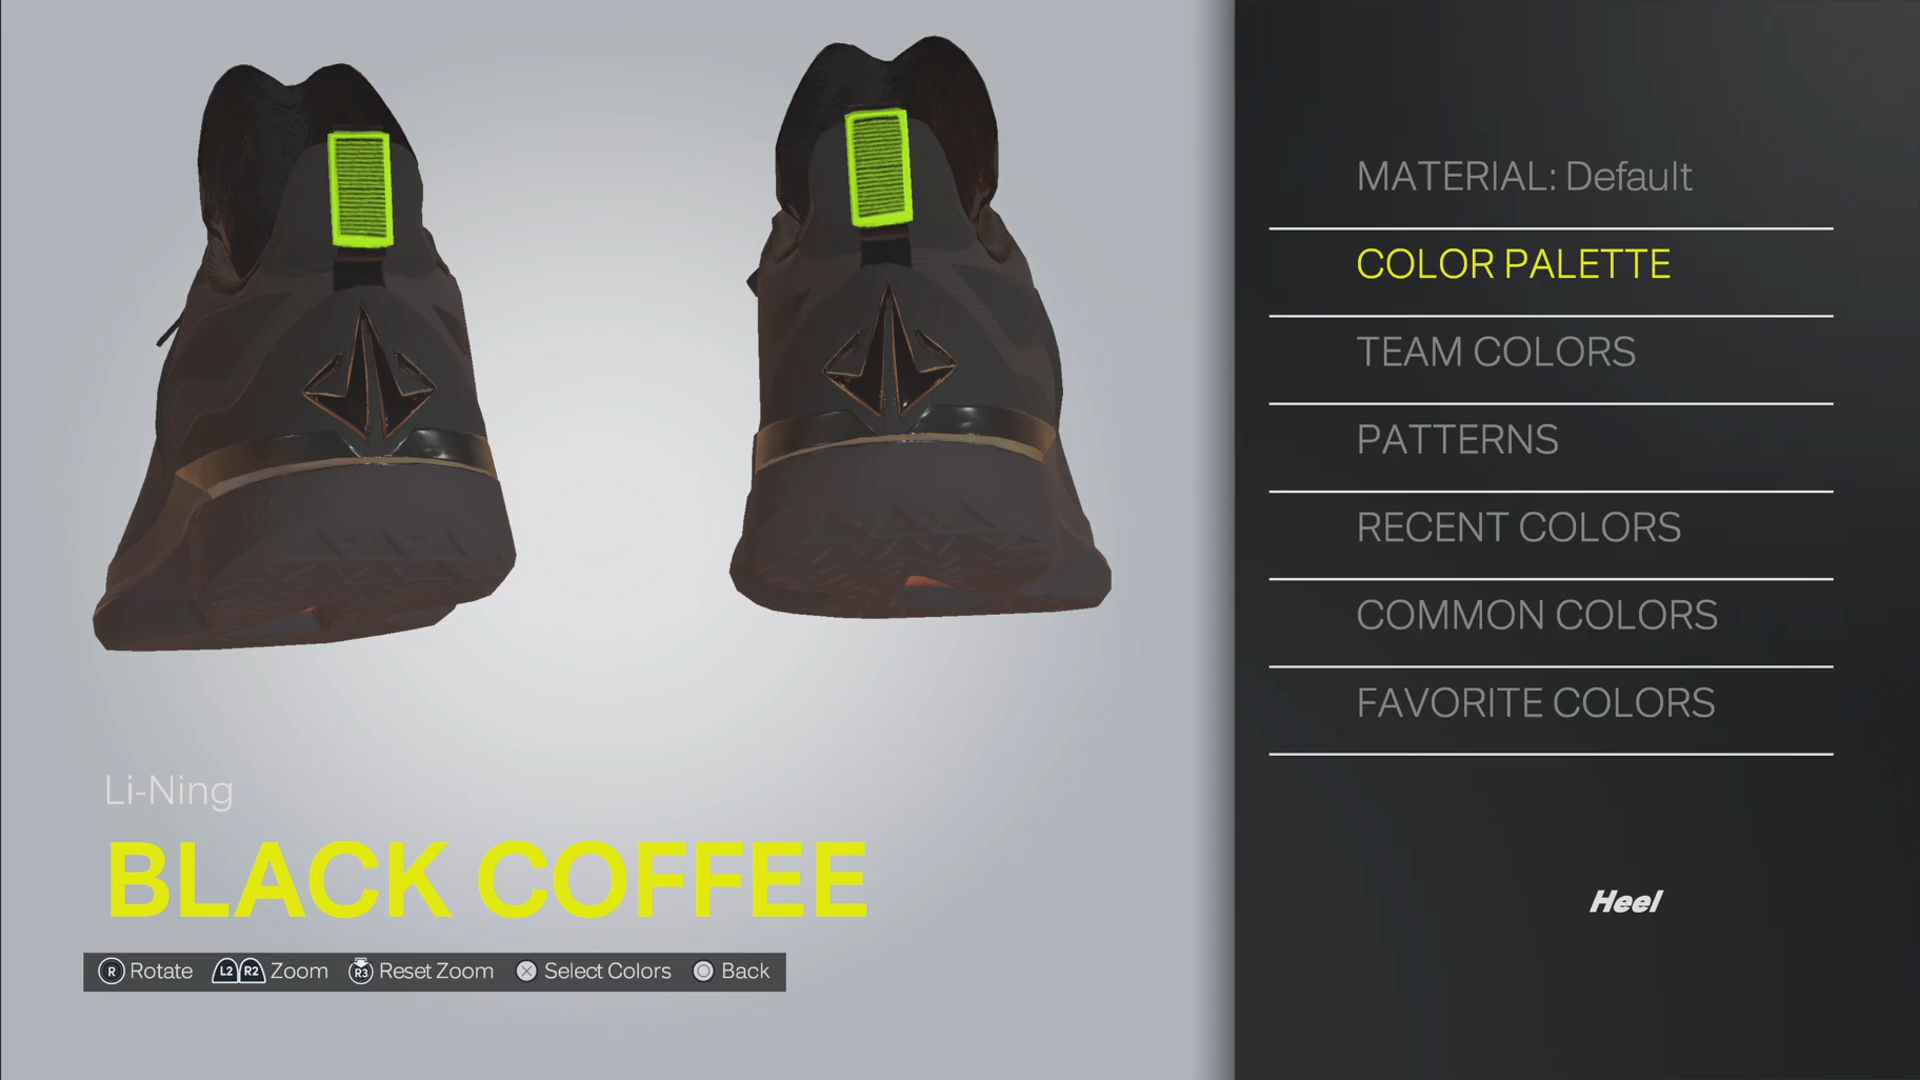 MATERIAL: Default
COLOR PALETTE
TEAM COLORS
PATTERNS
RECENT COLORS
COMMON COLORS
FAVORITE COLORS
Heel
Li-Ning
BLACK COFFEE
R Rotate L2 R2 Zoom R3 Reset Zoom Select Colors Back